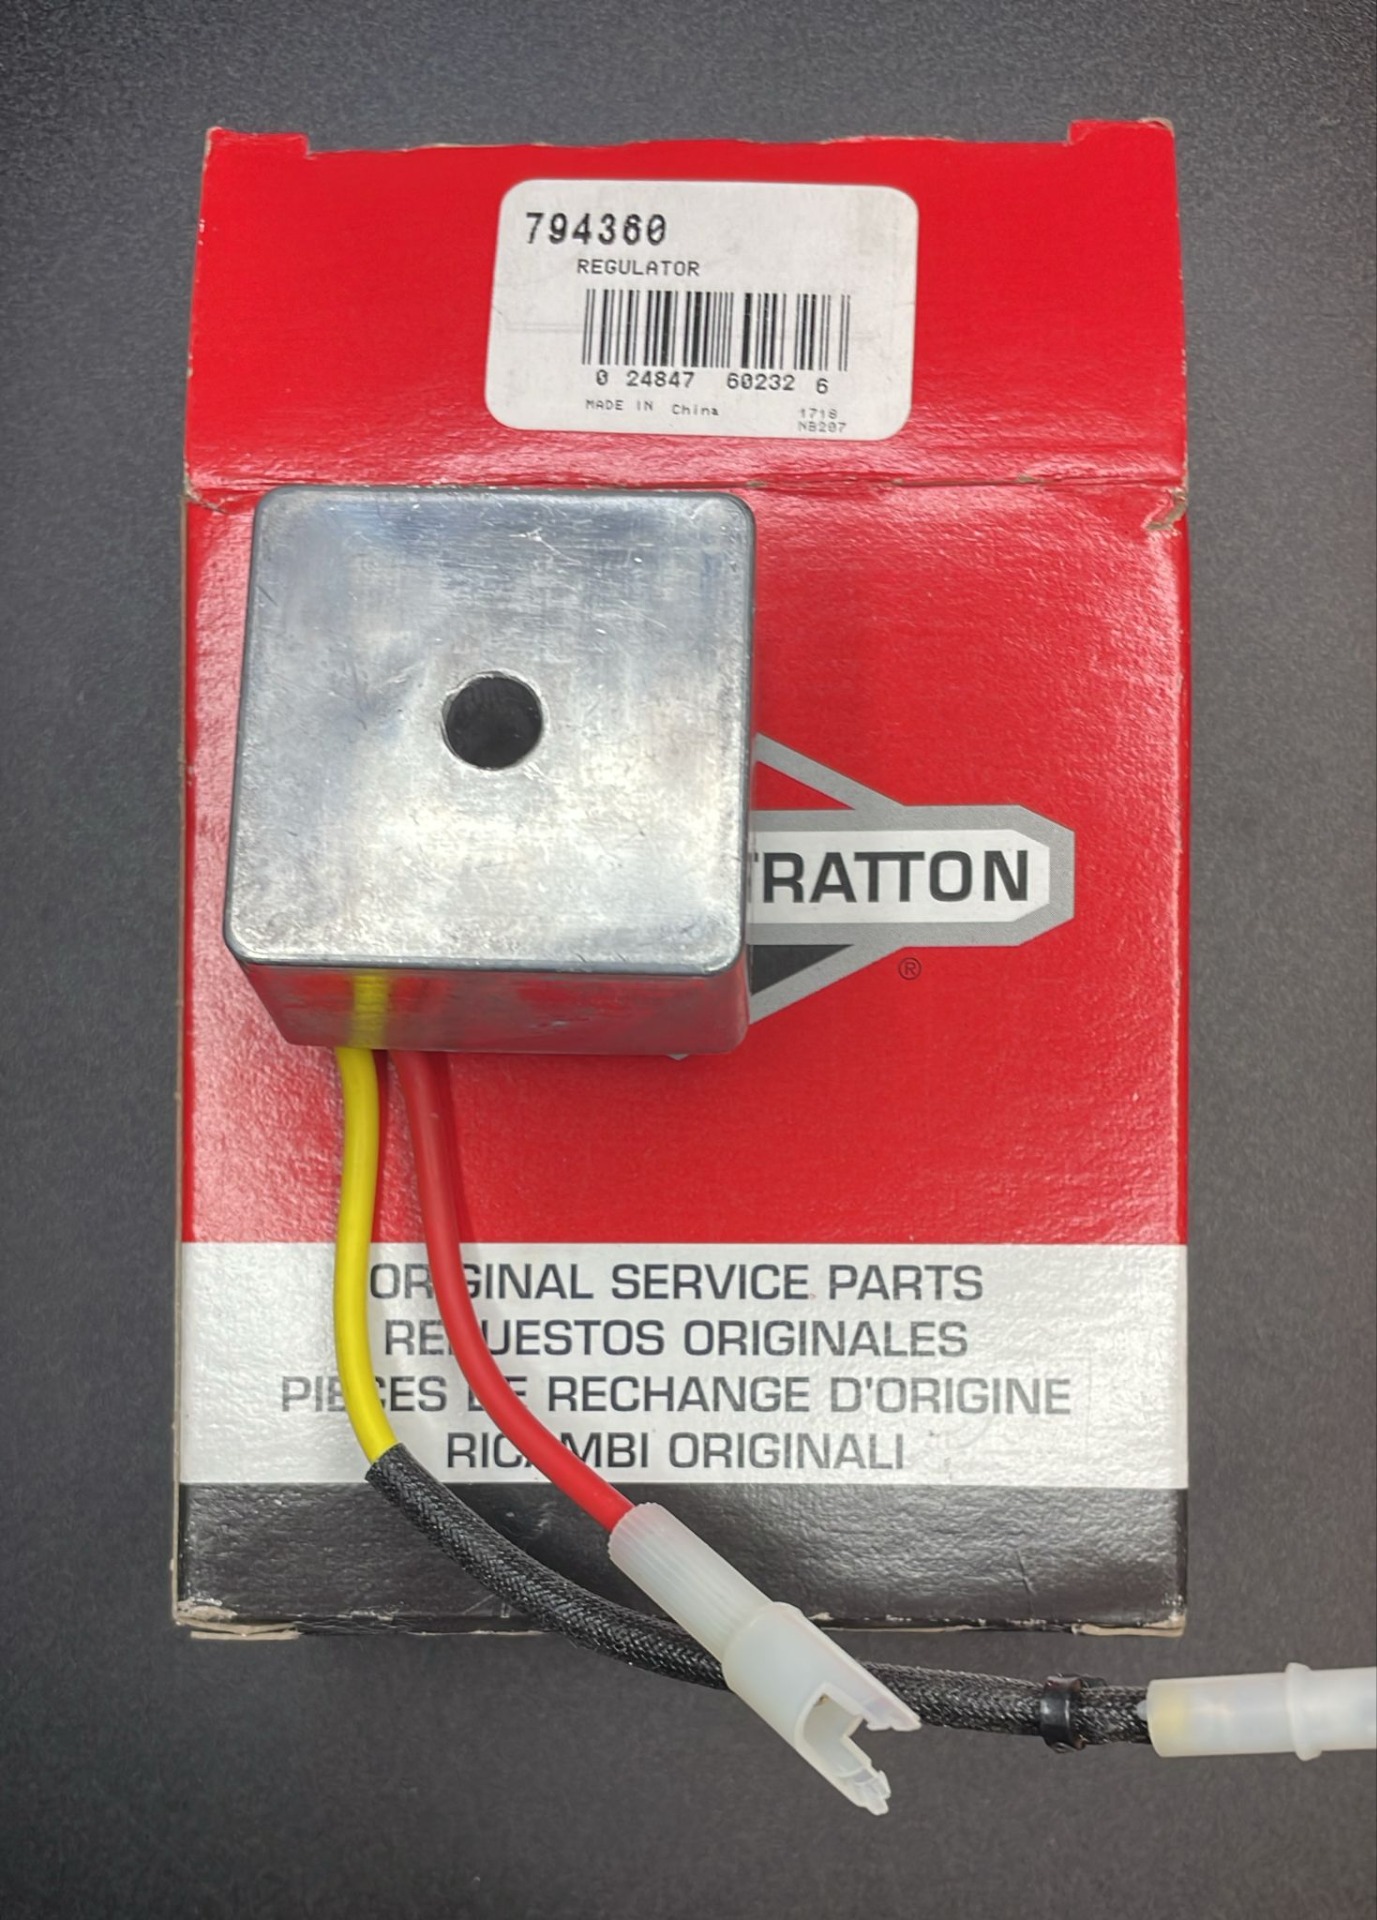 794360
REGULATOR
0 24847 60232 6
MADE IN China
1718
NB207
TRATTON
®
ORIGINAL SERVICE PARTS
REPUESTOS ORIGINALES
PIECES DE RECHANGE D'ORIGINE
RICAMBI ORIGINALI